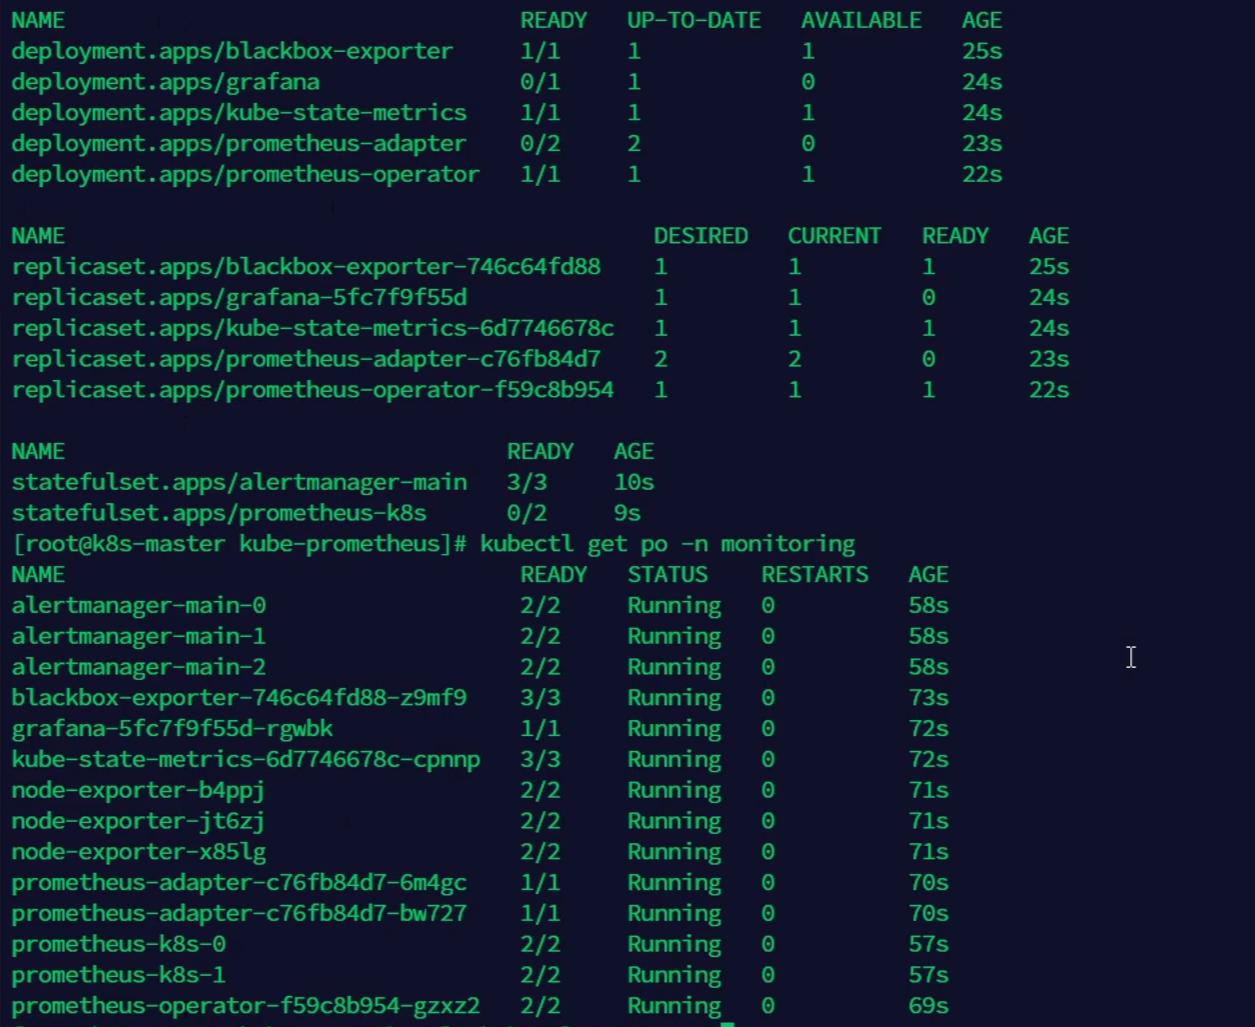 NAME READY UP-TO-DATE AVAILABLE AGE
deployment.apps/blackbox-exporter 1/1 1 1 25s
deployment.apps/grafana 0/1 1 0 24s
deployment.apps/kube-state-metrics 1/1 1 1 24s
deployment.apps/prometheus-adapter 0/2 2 0 23s
deployment.apps/prometheus-operator 1/1 1 1 22s
NAME DESIRED CURRENT READY AGE
replicaset.apps/blackbox-exporter-746c64fd88 1 1 1 25s
replicaset.apps/grafana-5fc7f9f55d 1 1 0 24s
replicaset.apps/kube-state-metrics-6d7746678c 1 1 1 24s
replicaset.apps/prometheus-adapter-c76fb84d7 2 2 0 23s
replicaset.apps/prometheus-operator-f59c8b954 1 1 1 22s
NAME READY AGE
statefulset.apps/alertmanager-main 3/3 10s
statefulset.apps/prometheus-k8s 0/2 9s
[root@k8s-master kube-prometheus]# kubectl get po -n monitoring
NAME READY STATUS RESTARTS AGE
alertmanager-main-0 2/2 Running 0 58s
alertmanager-main-1 2/2 Running 0 58s
alertmanager-main-2 2/2 Running 0 58s
blackbox-exporter-746c64fd88-z9mf9 3/3 Running 0 73s
grafana-5fc7f9f55d-rgwbk 1/1 Running 0 72s
kube-state-metrics-6d7746678c-cpnnp 3/3 Running 0 72s
node-exporter-b4ppj 2/2 Running 0 71s
node-exporter-jt6zj 2/2 Running 0 71s
node-exporter-x85lg 2/2 Running 0 71s
prometheus-adapter-c76fb84d7-6m4gc 1/1 Running 0 70s
prometheus-adapter-c76fb84d7-bw727 1/1 Running 0 70s
prometheus-k8s-0 2/2 Running 0 57s
prometheus-k8s-1 2/2 Running 0 57s
prometheus-operator-f59c8b954-gzxz2 2/2 Running 0 69s